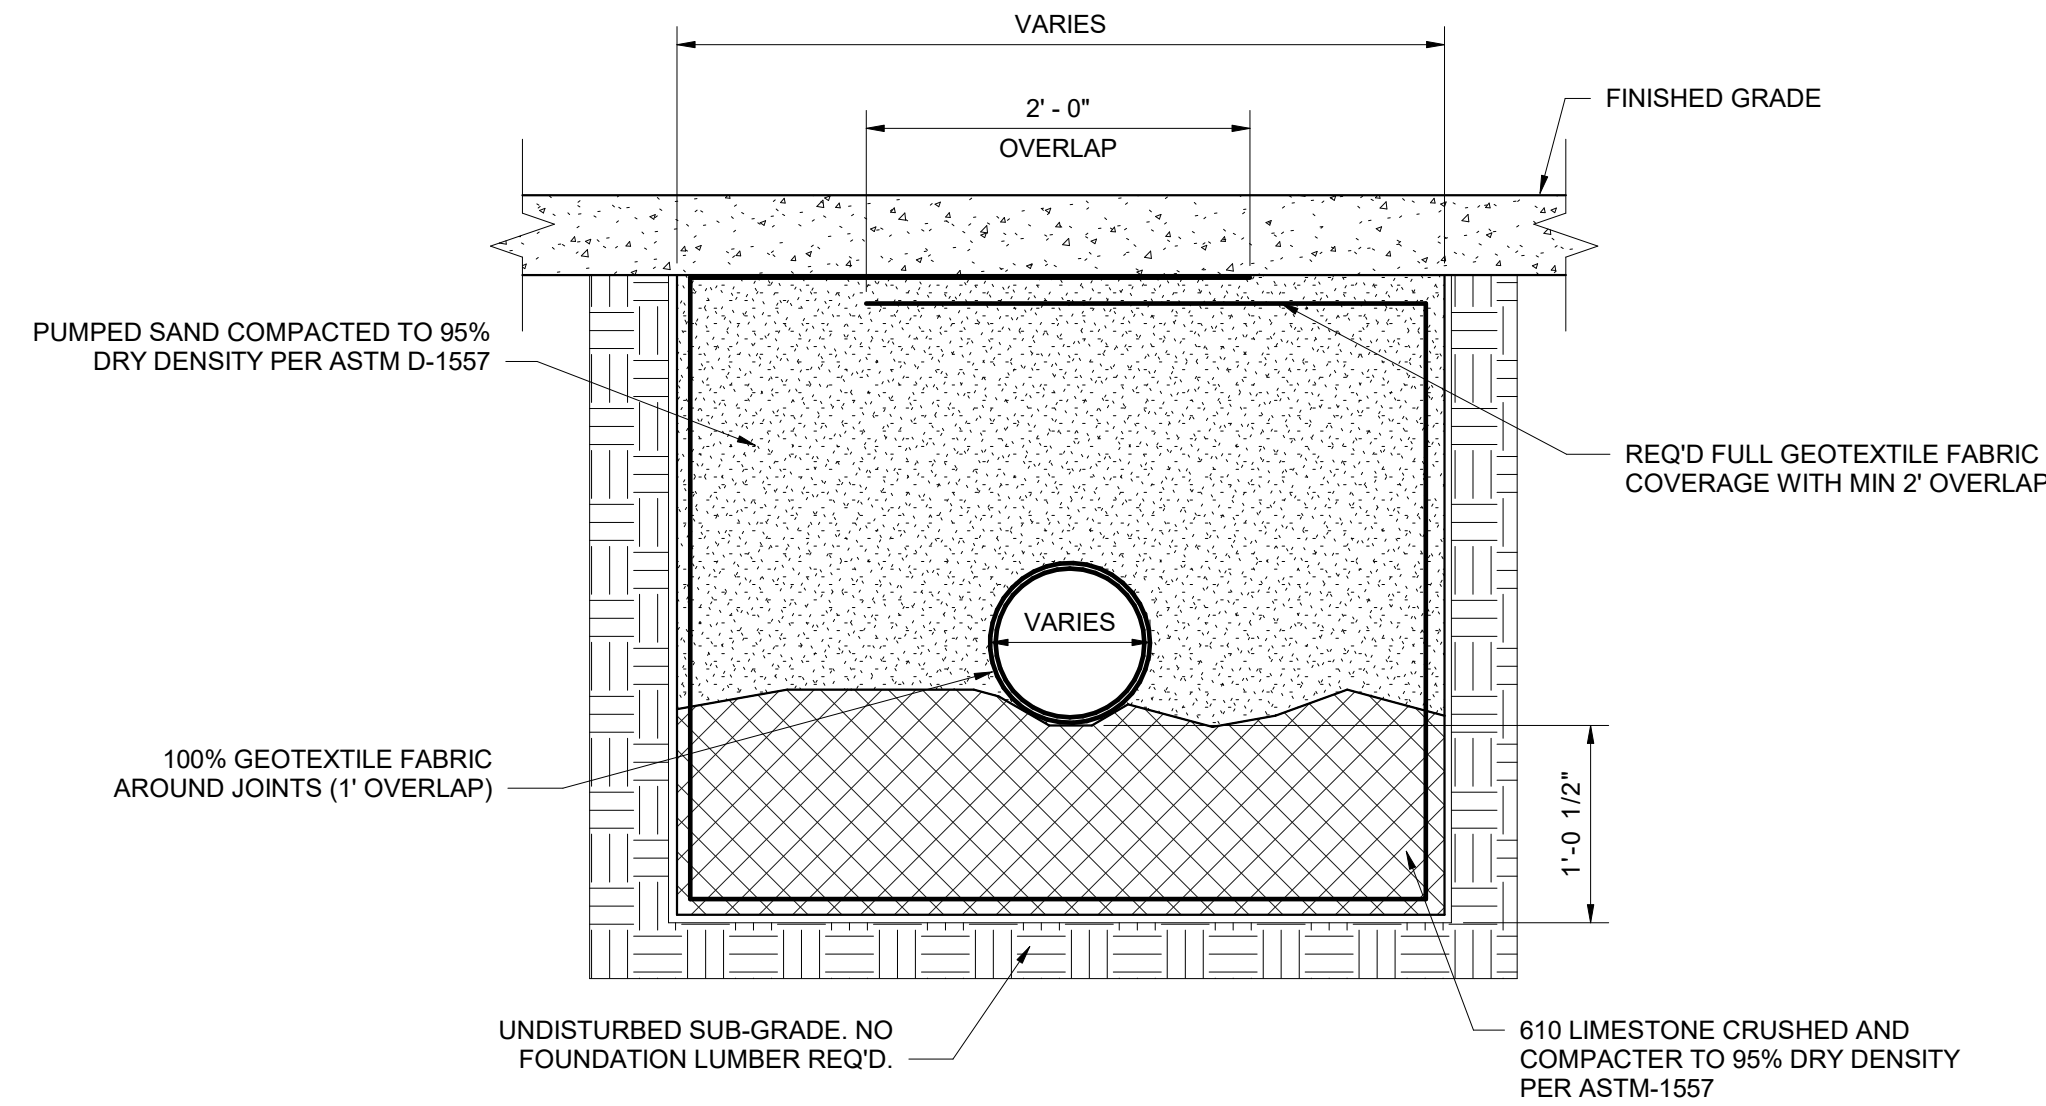 VARIES
2' - 0"
OVERLAP
FINISHED GRADE
PUMPED SAND COMPACTED TO 95%
DRY DENSITY PER ASTM D-1557
REQ'D FULL GEOTEXTILE FABRIC
COVERAGE WITH MIN 2' OVERLAP
VARIES
100% GEOTEXTILE FABRIC
AROUND JOINTS (1' OVERLAP)
1'-0 1/2"
UNDISTURBED SUB-GRADE. NO
FOUNDATION LUMBER REQ'D.
610 LIMESTONE CRUSHED AND
COMPACTER TO 95% DRY DENSITY
PER ASTM-1557